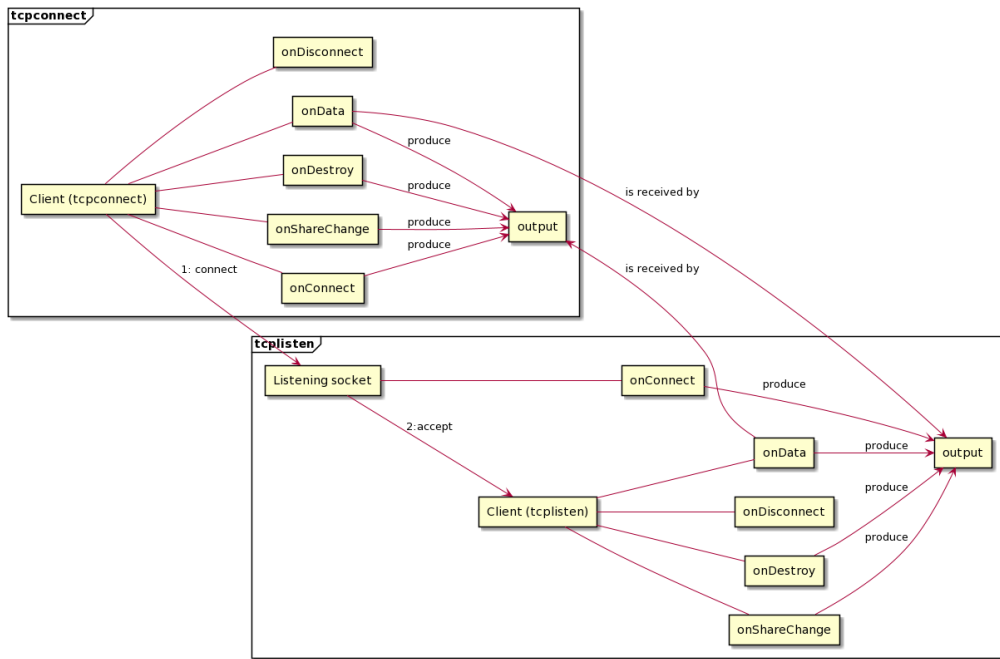 tcpconnect
onDisconnect
onData
produce
onDestroy
produce
is received by
Client (tcpconnect)
onShareChange
produce
output
produce
1: connect
is received by
onConnect
tcplisten
Listening socket
onConnect
produce
2:accept
onData
produce
output
produce
Client (tcplisten)
onDisconnect
produce
onDestroy
onShareChange